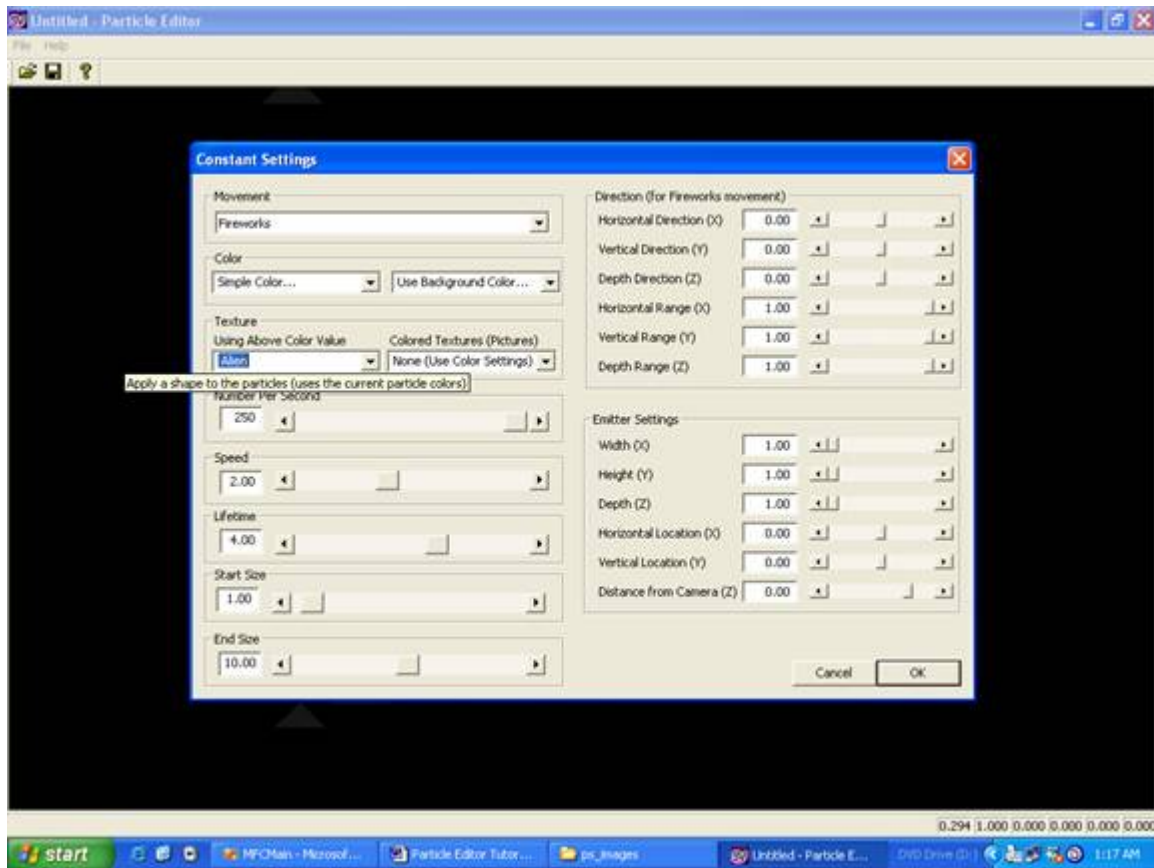 Untitled - Particle Editor
File Help
Constant Settings
Movement
Fireworks
Color
Simple Color... Use Background Color...
Texture
Using Above Color Value Colored Textures (Pictures)
Alien None (Use Color Settings)
Apply a shape to the particles (uses the current particle colors)
Number Per Second
250
Speed
2.00
Lifetime
4.00
Start Size
1.00
End Size
10.00
Direction (for Fireworks movement)
Horizontal Direction (X) 0.00
Vertical Direction (Y) 0.00
Depth Direction (Z) 0.00
Horizontal Range (X) 1.00
Vertical Range (Y) 1.00
Depth Range (Z) 1.00
Emitter Settings
Width (X) 1.00
Height (Y) 1.00
Depth (Z) 1.00
Horizontal Location (X) 0.00
Vertical Location (Y) 0.00
Distance from Camera (Z) 0.00
Cancel OK
0.294 1.000 0.000 0.000 0.000 0.000
start MFCMain - Microsof... Particle Editor Tutor... ps_images Untitled - Particle E... DVD Drive (D:) 1:17 AM